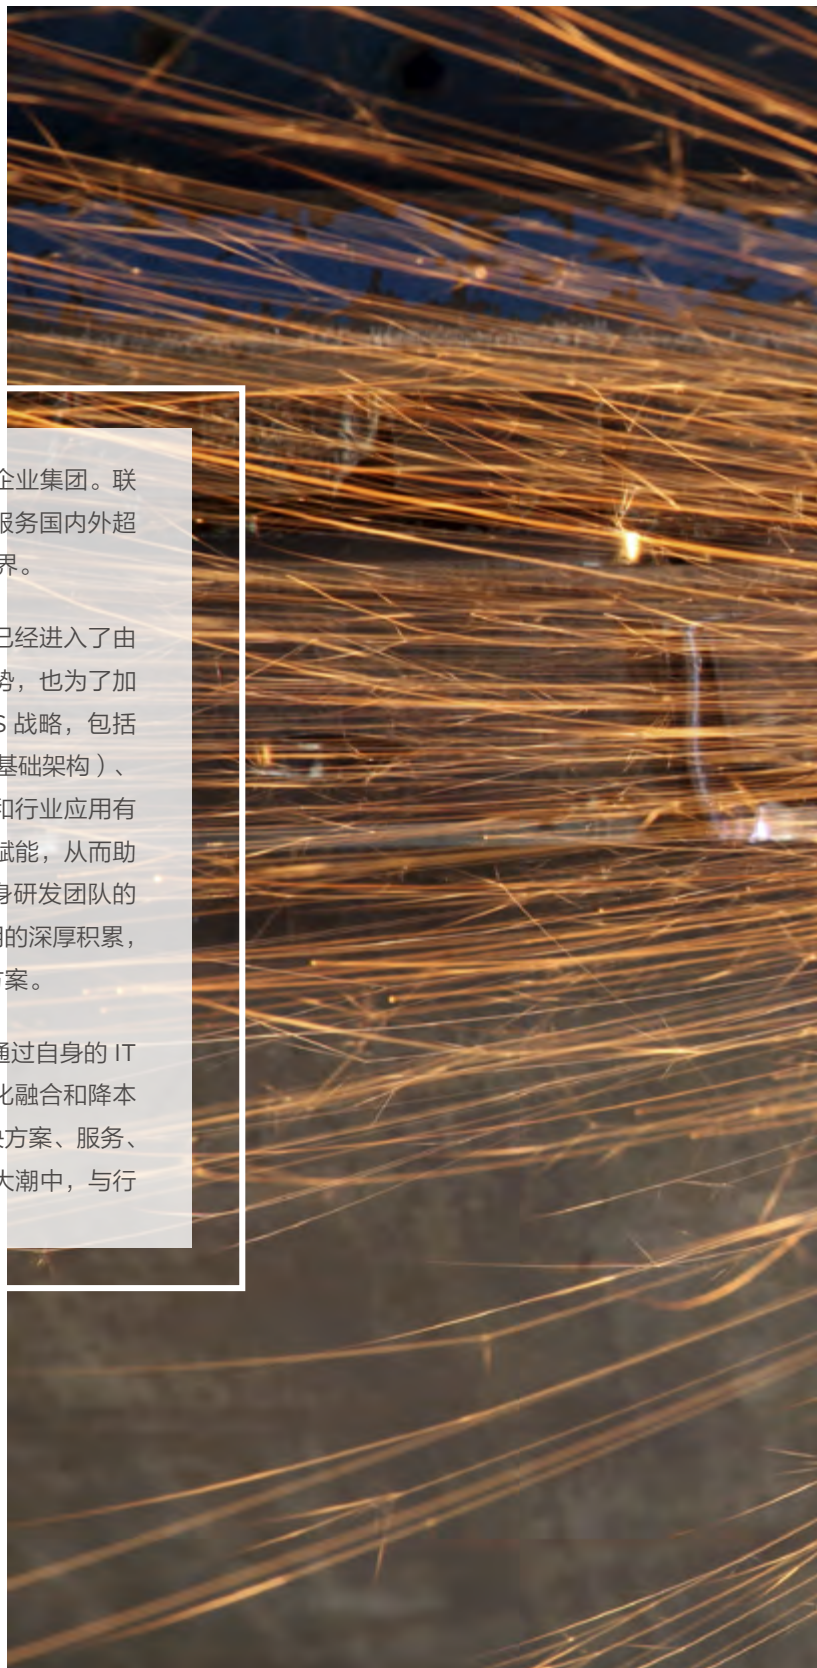 企业集团。联
服务国内外超
界。
已经进入了由
势，也为了加
S 战略，包括
基础架构）、
和行业应用有
赋能，从而助
身研发团队的
的深厚积累，
方案。
通过自身的 IT
化融合和降本
决方案、服务、
大潮中，与行